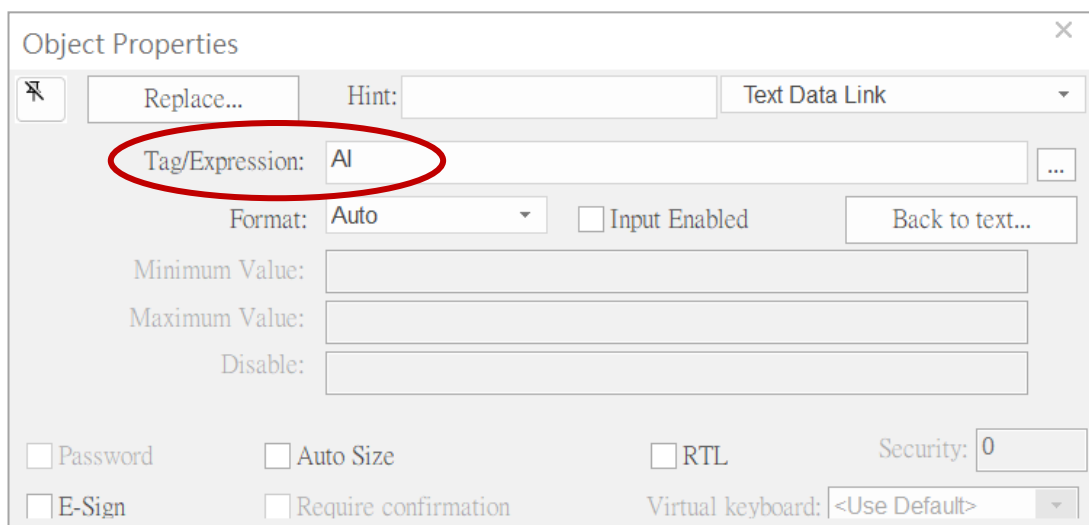 Object Properties
Replace... Hint: Text Data Link
Tag/Expression: AI ...
Format: Auto Input Enabled Back to text...
Minimum Value:
Maximum Value:
Disable:
Password Auto Size RTL Security: 0
E-Sign Require confirmation Virtual keyboard: <Use Default>